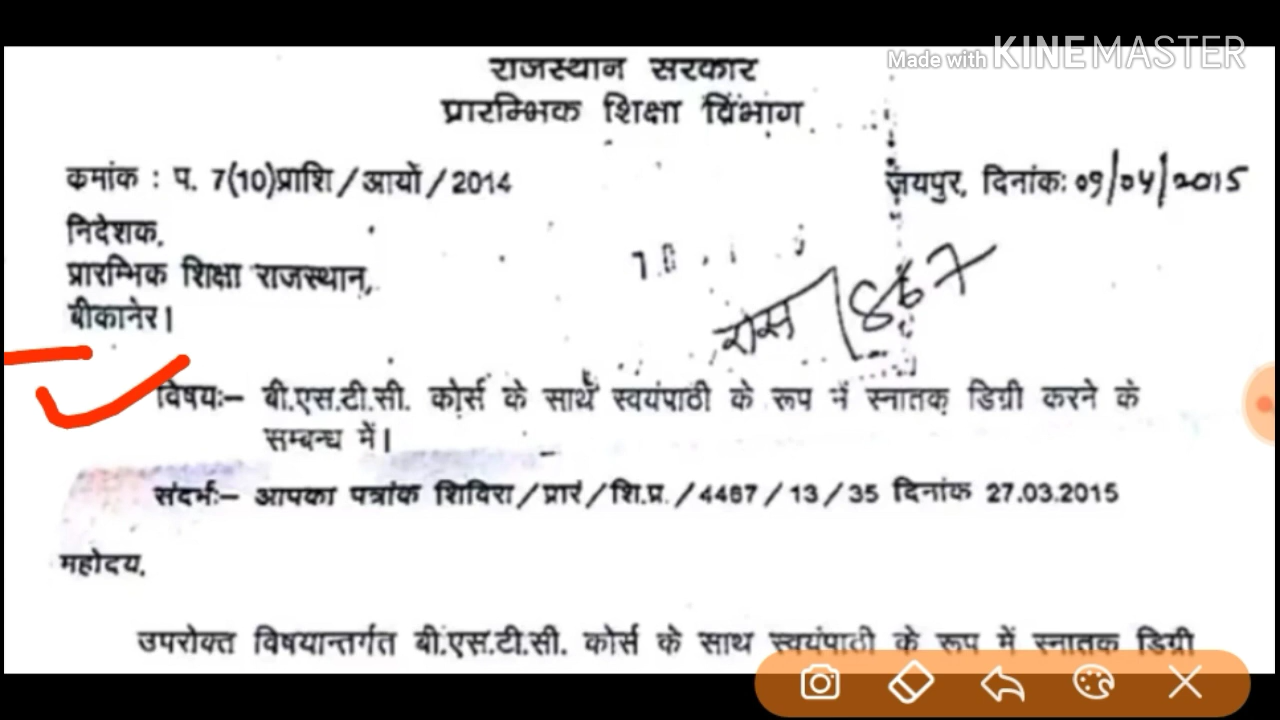 Made with KINEMASTER
राजस्थान सरकार
प्रारम्भिक शिक्षा विभाग
कमांक : प. 7(10)प्राशि/आयो/2014
जयपुर, दिनांकः 09/04/2015
निदेशक,
प्रारम्भिक शिक्षा राजस्थान,
बीकानेर।
867
विषयः– बी.एस.टी.सी. कोर्स के साथ स्वयंपाठी के रूप में स्नातक डिग्री करने के
सम्बन्ध में।
संदर्भः– आपका पत्रांक शिविरा/प्रारं/शि.प्र./4467/13/35 दिनांक 27.03.2015
महोदय,
उपरोक्त विषयान्तर्गत बी.एस.टी.सी. कोर्स के साथ स्वयंपाठी के रूप में स्नातक डिग्री